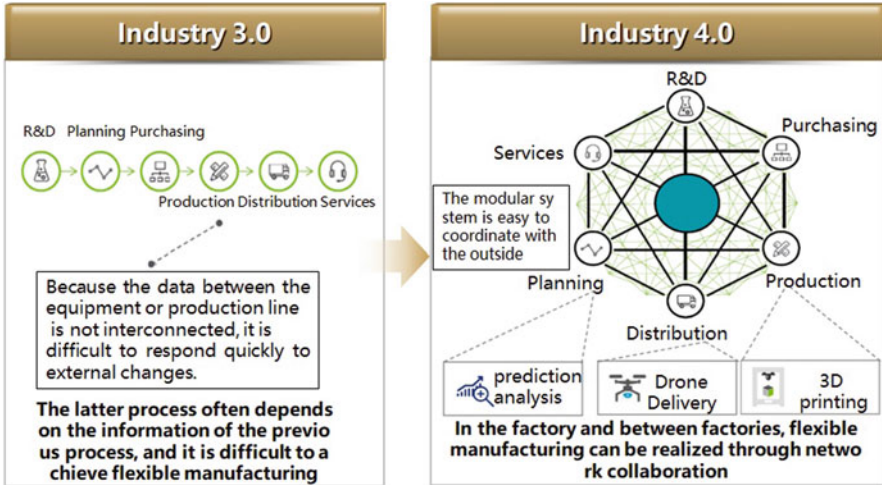 Industry 3.0
R&D Planning Purchasing
Production Distribution Services
Because the data between the
equipment or production line
is not interconnected, it is
difficult to respond quickly to
external changes.
The latter process often depends
on the information of the previo
us process, and it is difficult to a
chieve flexible manufacturing
Industry 4.0
R&D
Purchasing
Services
The modular sy
stem is easy to
coordinate with
the outside
Planning
Production
Distribution
prediction
analysis
Drone
Delivery
3D
printing
In the factory and between factories, flexible
manufacturing can be realized through netwo
rk collaboration